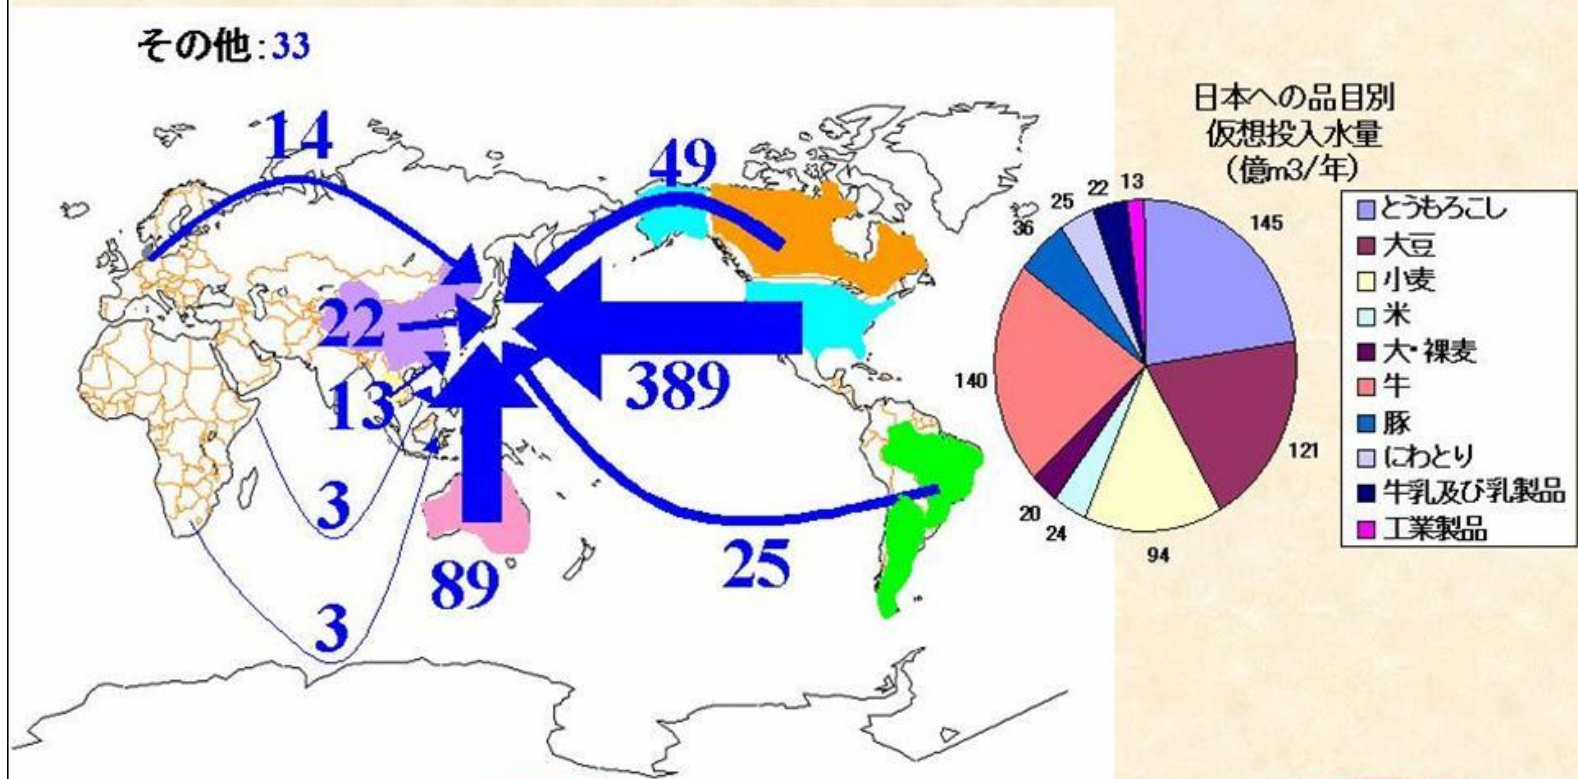 その他:33
14
49
22
13
389
3
3
89
25
日本への品目別
仮想投入水量
(億m3/年)
145
121
94
24
20
140
36
25
22
13
とうもろこし
大豆
小麦
米
大・裸麦
牛
豚
にわとり
牛乳及び乳製品
工業製品